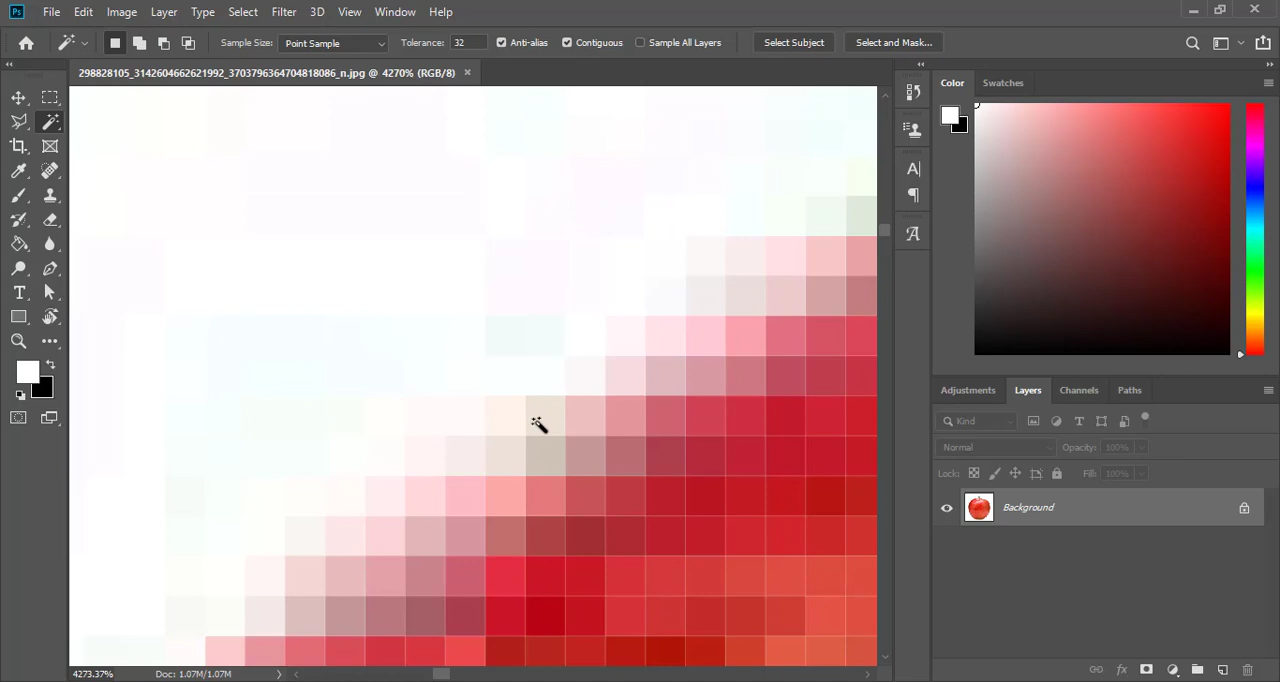 Ps File Edit Image Layer Type Select Filter 3D View Window Help
Sample Size: Point Sample Tolerance: 32 Anti-alias Contiguous Sample All Layers Select Subject Select and Mask...
298828105_3142604662621992_3703796364704818086_n.jpg @ 4270% (RGB/8) ×
Color Swatches
Adjustments Layers Channels Paths
Kind
Normal Opacity: 100%
Lock: Fill: 100%
Background
4273.37% Doc: 1.07M/1.07M